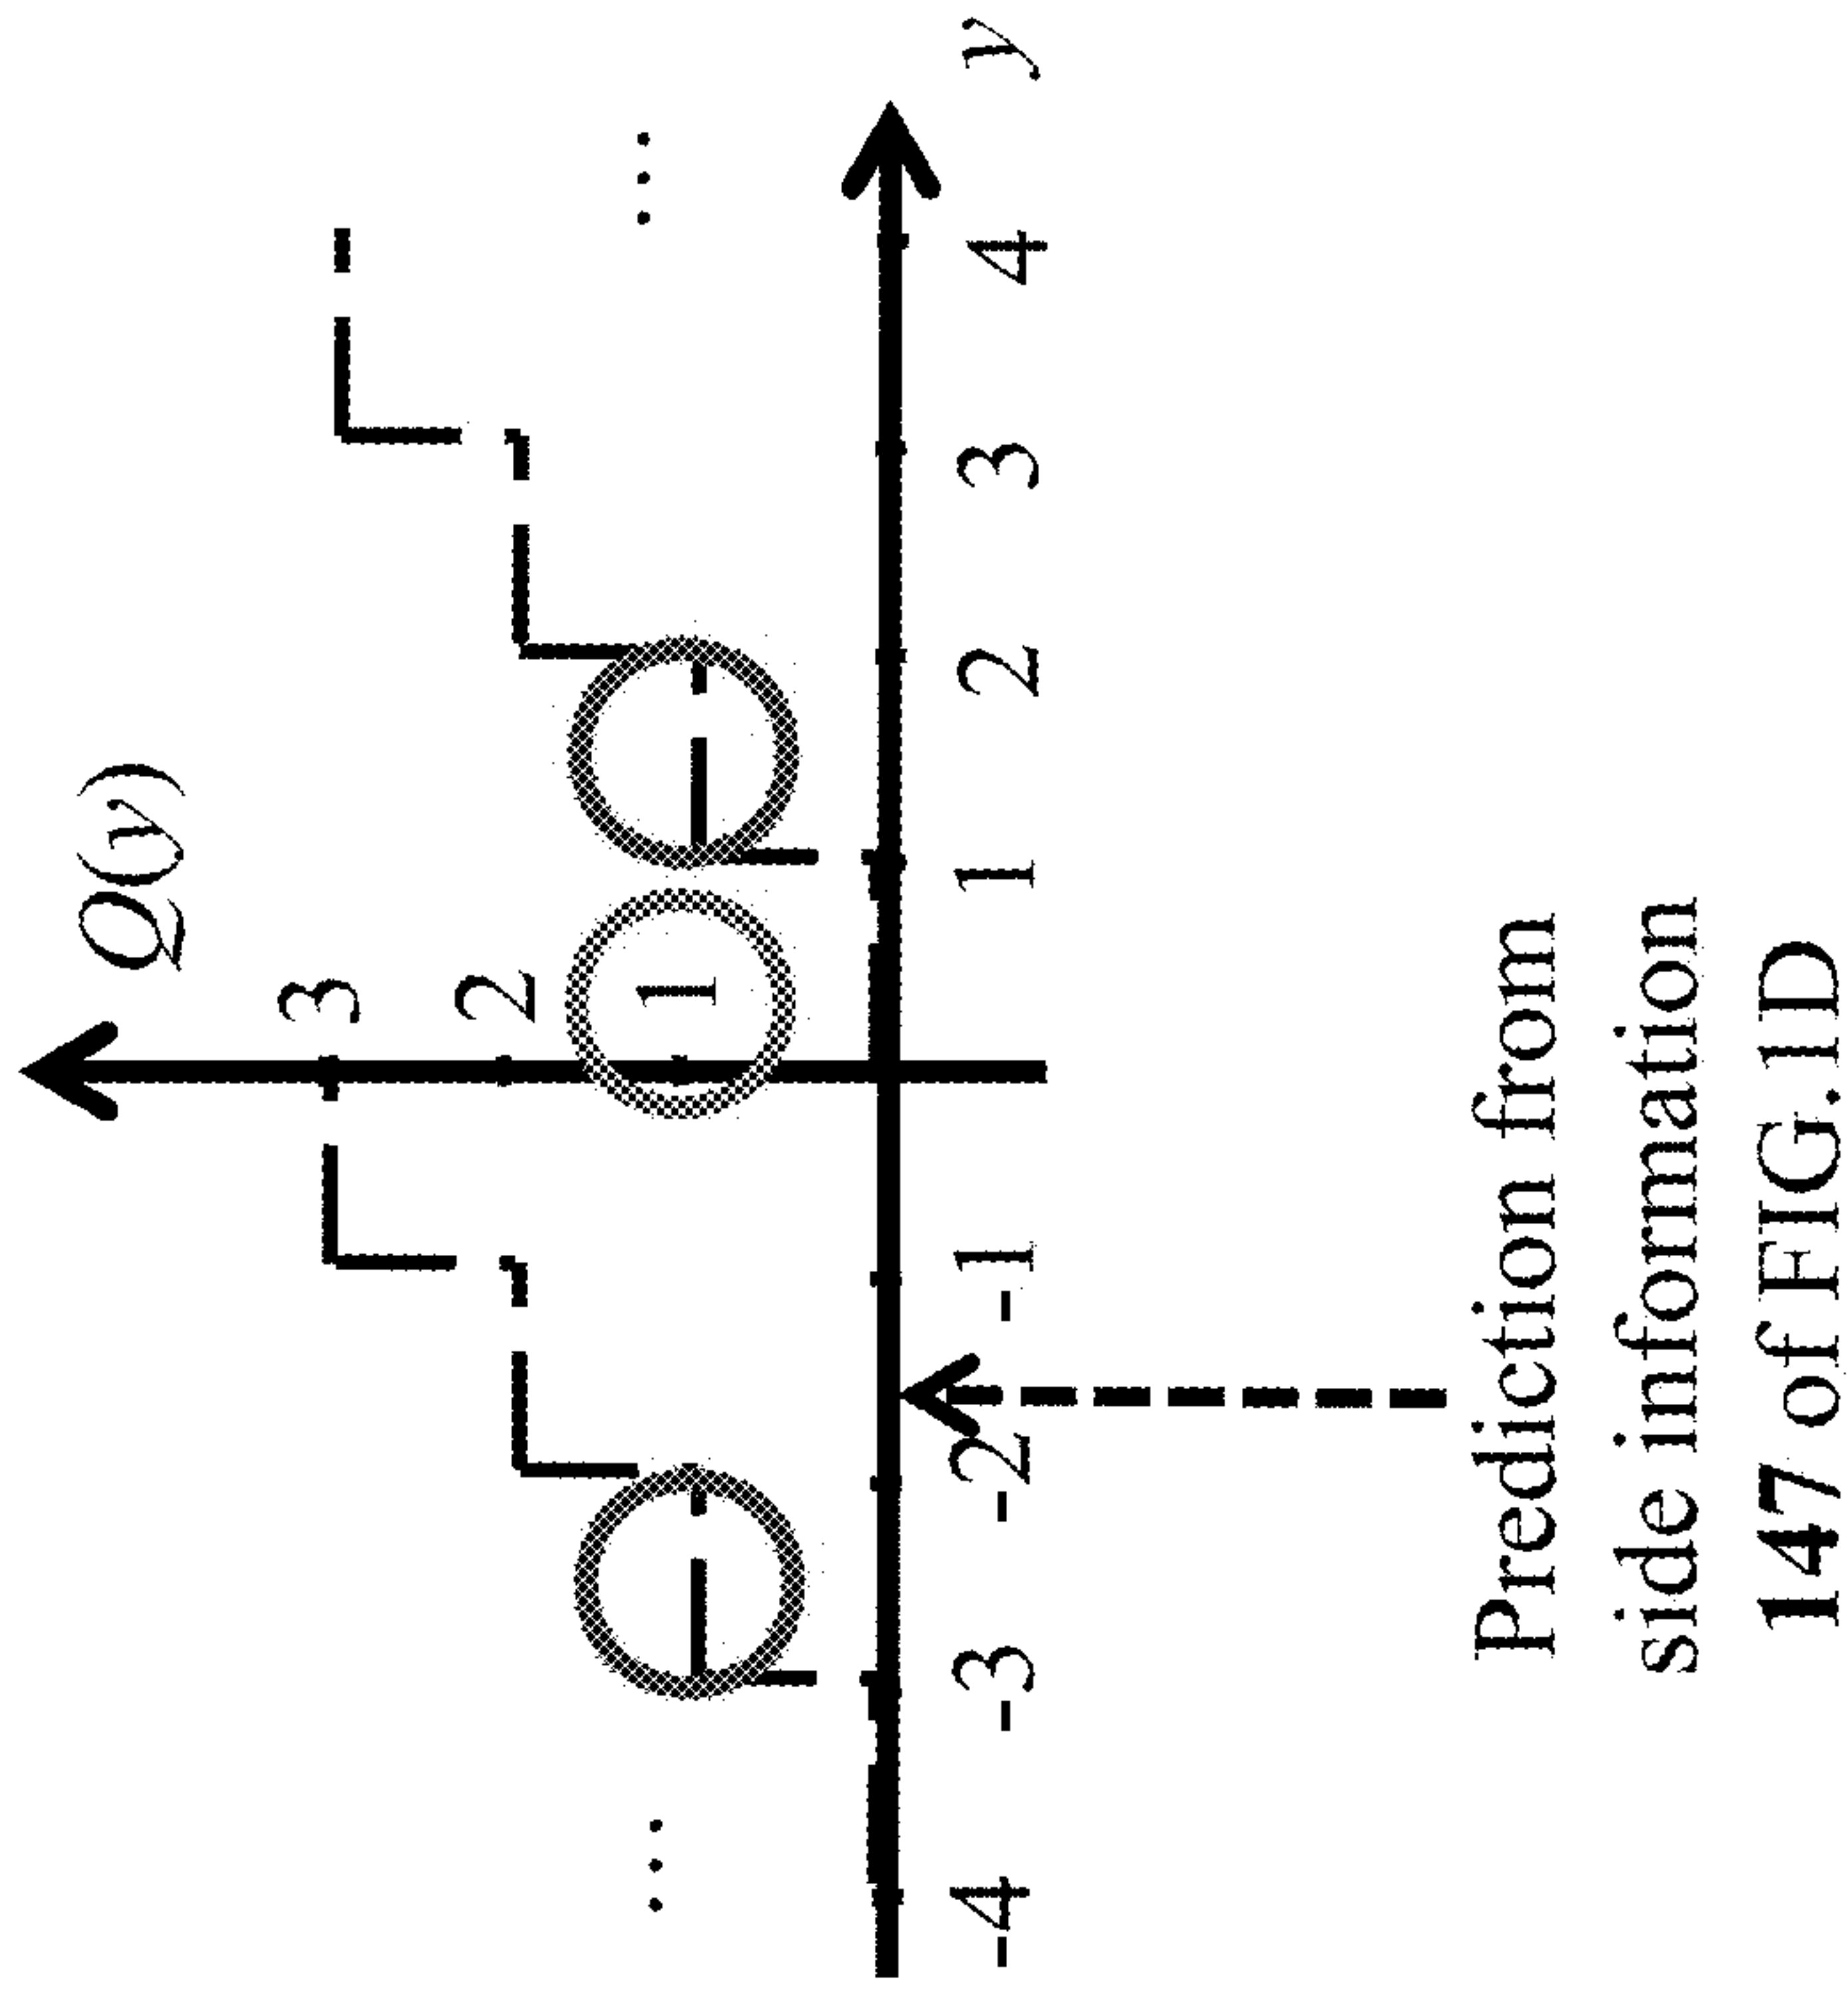 Q(y)
3
2
1
... ...
-4 -3 -2 -1 1 2 3 4 y
Prediction from
side information
147 of FIG. 1D